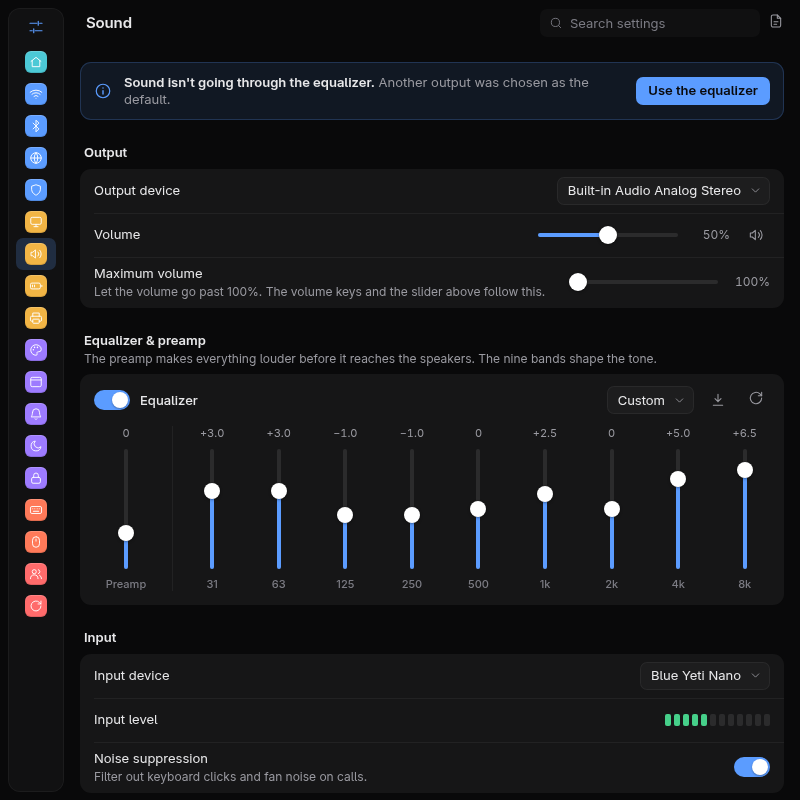 Sound
Search settings
Sound isn't going through the equalizer. Another output was chosen as the
default.
Use the equalizer
Output
Output device
Built-in Audio Analog Stereo
Volume
50%
Maximum volume
Let the volume go past 100%. The volume keys and the slider above follow this.
100%
Equalizer & preamp
The preamp makes everything louder before it reaches the speakers. The nine bands shape the tone.
Equalizer
Custom
0 +3.0 +3.0 −1.0 −1.0 0 +2.5 0 +5.0 +6.5
Preamp 31 63 125 250 500 1k 2k 4k 8k
Input
Input device
Blue Yeti Nano
Input level
Noise suppression
Filter out keyboard clicks and fan noise on calls.